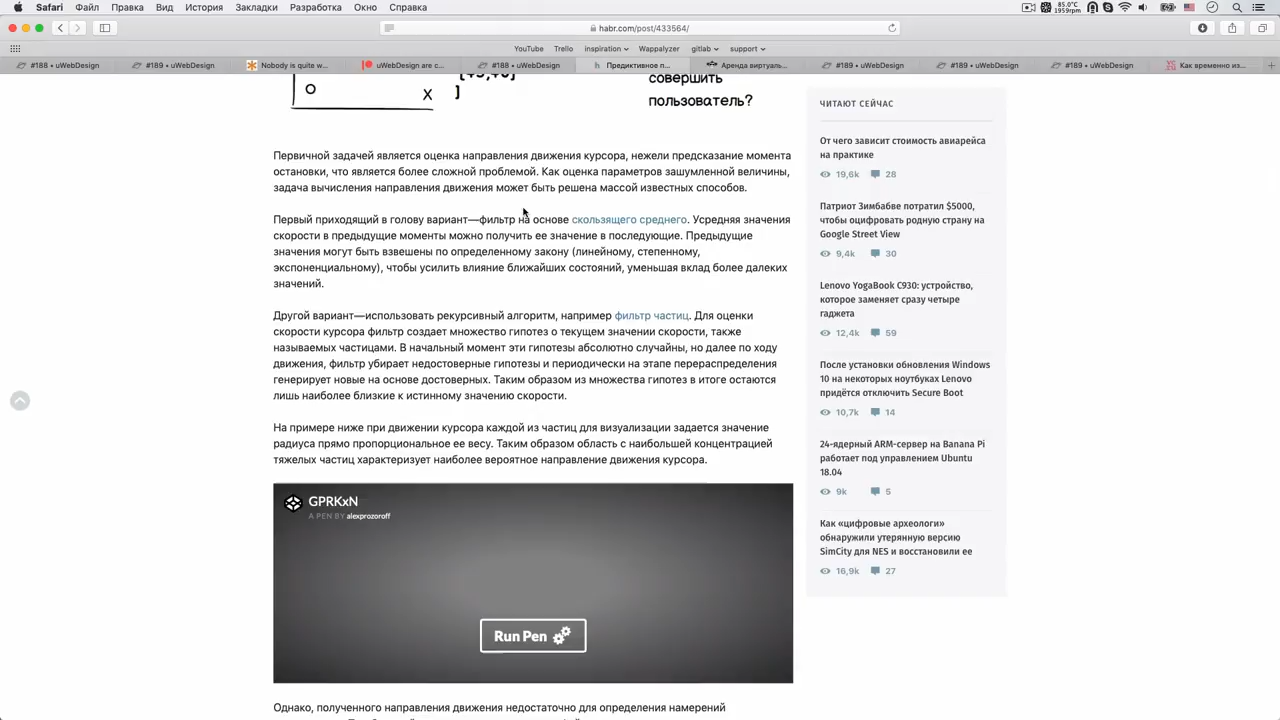 Safari Файл Правка Вид История Закладки Разработка Окно Справка
85.0°C
1959rpm
habr.com/post/433564/
YouTube Trello inspiration Wappalyzer gitlab support
#188 • uWebDesign #189 • uWebDesign Nobody is quite w... uWebDesign are c... #188 • uWebDesign Предиктивное п... Аренда виртуаль... #189 • uWebDesign #189 • uWebDesign #189 • uWebDesign Как временно из...
совершить
O X ]
пользователь?
Первичной задачей является оценка направления движения курсора, нежели предсказание момента
остановки, что является более сложной проблемой. Как оценка параметров зашумленной величины,
задача вычисления направления движения может быть решена массой известных способов.
Первый приходящий в голову вариант—фильтр на основе скользящего среднего. Усредняя значения
скорости в предыдущие моменты можно получить ее значение в последующие. Предыдущие
значения могут быть взвешены по определенному закону (линейному, степенному,
экспоненциальному), чтобы усилить влияние ближайших состояний, уменьшая вклад более далеких
значений.
Другой вариант—использовать рекурсивный алгоритм, например фильтр частиц. Для оценки
скорости курсора фильтр создает множество гипотез о текущем значении скорости, также
называемых частицами. В начальный момент эти гипотезы абсолютно случайны, но далее по ходу
движения, фильтр убирает недостоверные гипотезы и периодически на этапе перераспределения
генерирует новые на основе достоверных. Таким образом из множества гипотез в итоге остаются
лишь наиболее близкие к истинному значению скорости.
На примере ниже при движении курсора каждой из частиц для визуализации задается значение
радиуса прямо пропорциональное ее весу. Таким образом область с наибольшей концентрацией
тяжелых частиц характеризует наиболее вероятное направление движения курсора.
GPRKxN
A PEN BY alexprozoroff
Run Pen
Однако, полученного направления движения недостаточно для определения намерений
ЧИТАЮТ СЕЙЧАС
От чего зависит стоимость авиарейса
на практике
19,6k 28
Патриот Зимбабве потратил $5000,
чтобы оцифровать родную страну на
Google Street View
9,4k 30
Lenovo YogaBook C930: устройство,
которое заменяет сразу четыре
гаджета
12,4k 59
После установки обновления Windows
10 на некоторых ноутбуках Lenovo
придётся отключить Secure Boot
10,7k 14
24-ядерный ARM-сервер на Banana Pi
работает под управлением Ubuntu
18.04
9k 5
Как «цифровые археологи»
обнаружили утерянную версию
SimCity для NES и восстановили ее
16,9k 27